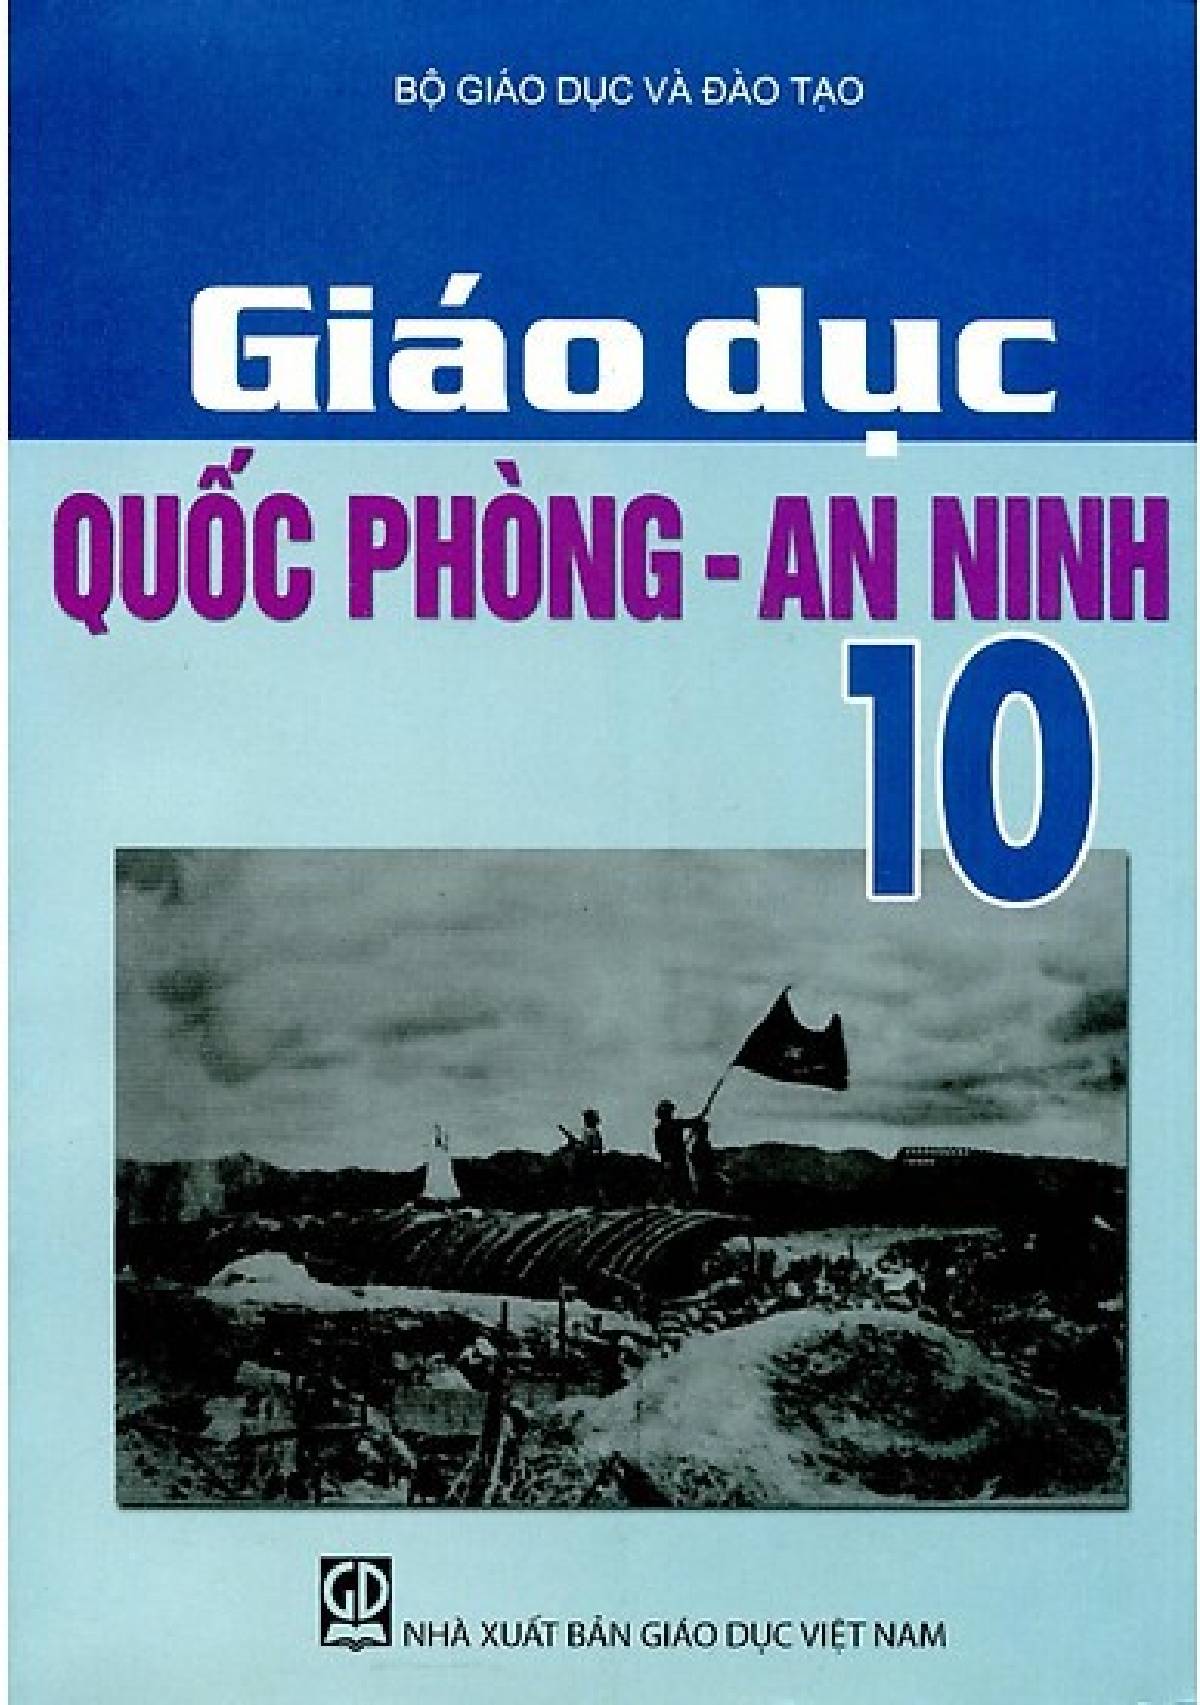 BỘ GIÁO DỤC VÀ ĐÀO TẠO
Giáo dục
QUỐC PHÒNG - AN NINH
10
GD
NHÀ XUẤT BẢN GIÁO DỤC VIỆT NAM